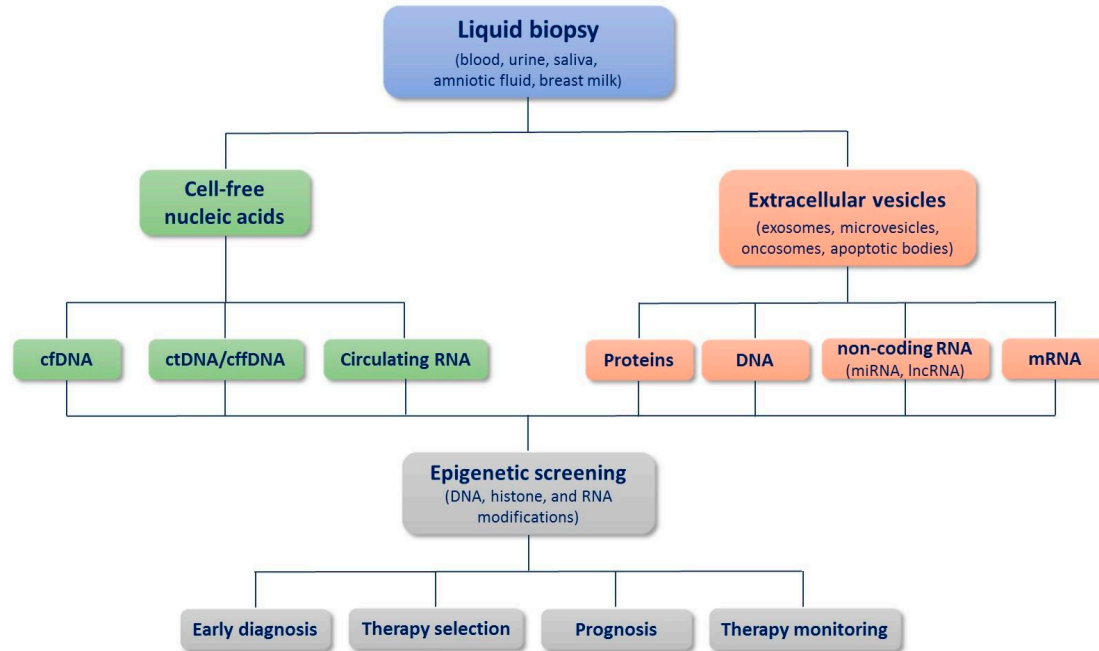 Liquid biopsy
(blood, urine, saliva,
amniotic fluid, breast milk)
Cell-free
nucleic acids
Extracellular vesicles
(exosomes, microvesicles,
oncosomes, apoptotic bodies)
cfDNA
ctDNA/cffDNA
Circulating RNA
Proteins
DNA
non-coding RNA
(miRNA, lncRNA)
mRNA
Epigenetic screening
(DNA, histone, and RNA
modifications)
Early diagnosis
Therapy selection
Prognosis
Therapy monitoring